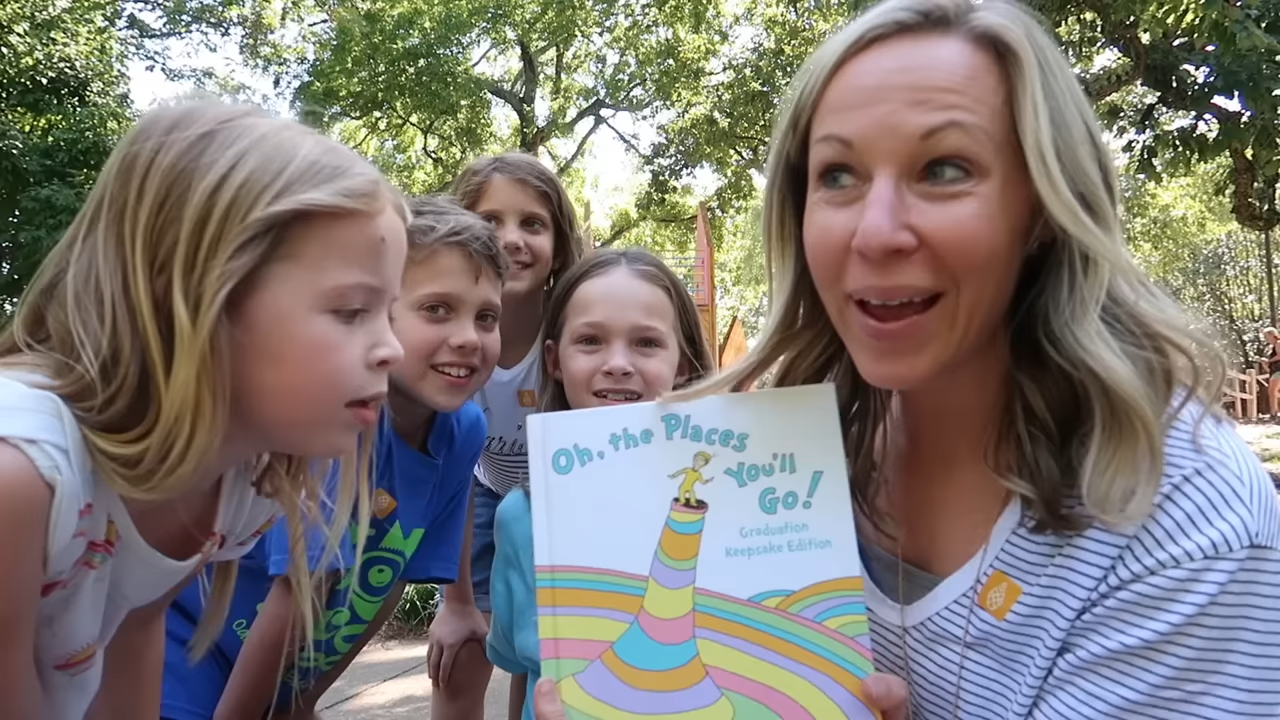 Oh, the Places
You'll
Go!
Graduation
Keepsake Edition